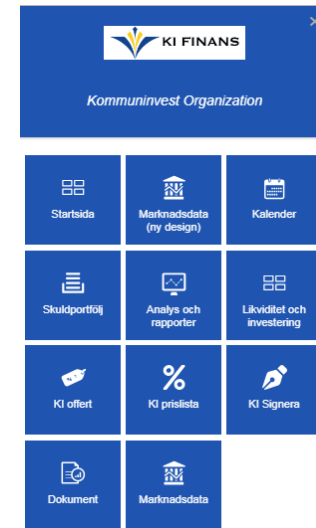 KI FINANS
Kommuninvest Organization
Startsida
Marknadsdata
(ny design)
Kalender
Skuldportfölj
Analys och
rapporter
Likviditet och
investering
KI offert
KI prislista
KI Signera
Dokument
Marknadsdata